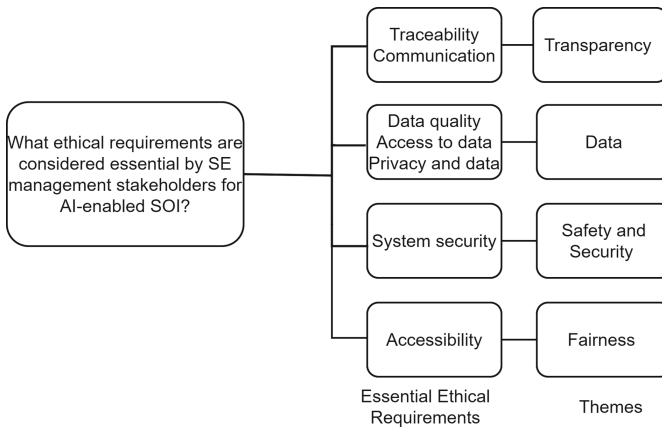 What ethical requirements are
considered essential by SE
management stakeholders for
AI-enabled SOI?
Traceability
Communication
Transparency
Data quality
Access to data
Privacy and data
Data
System security
Safety and
Security
Accessibility
Fairness
Essential Ethical
Requirements
Themes